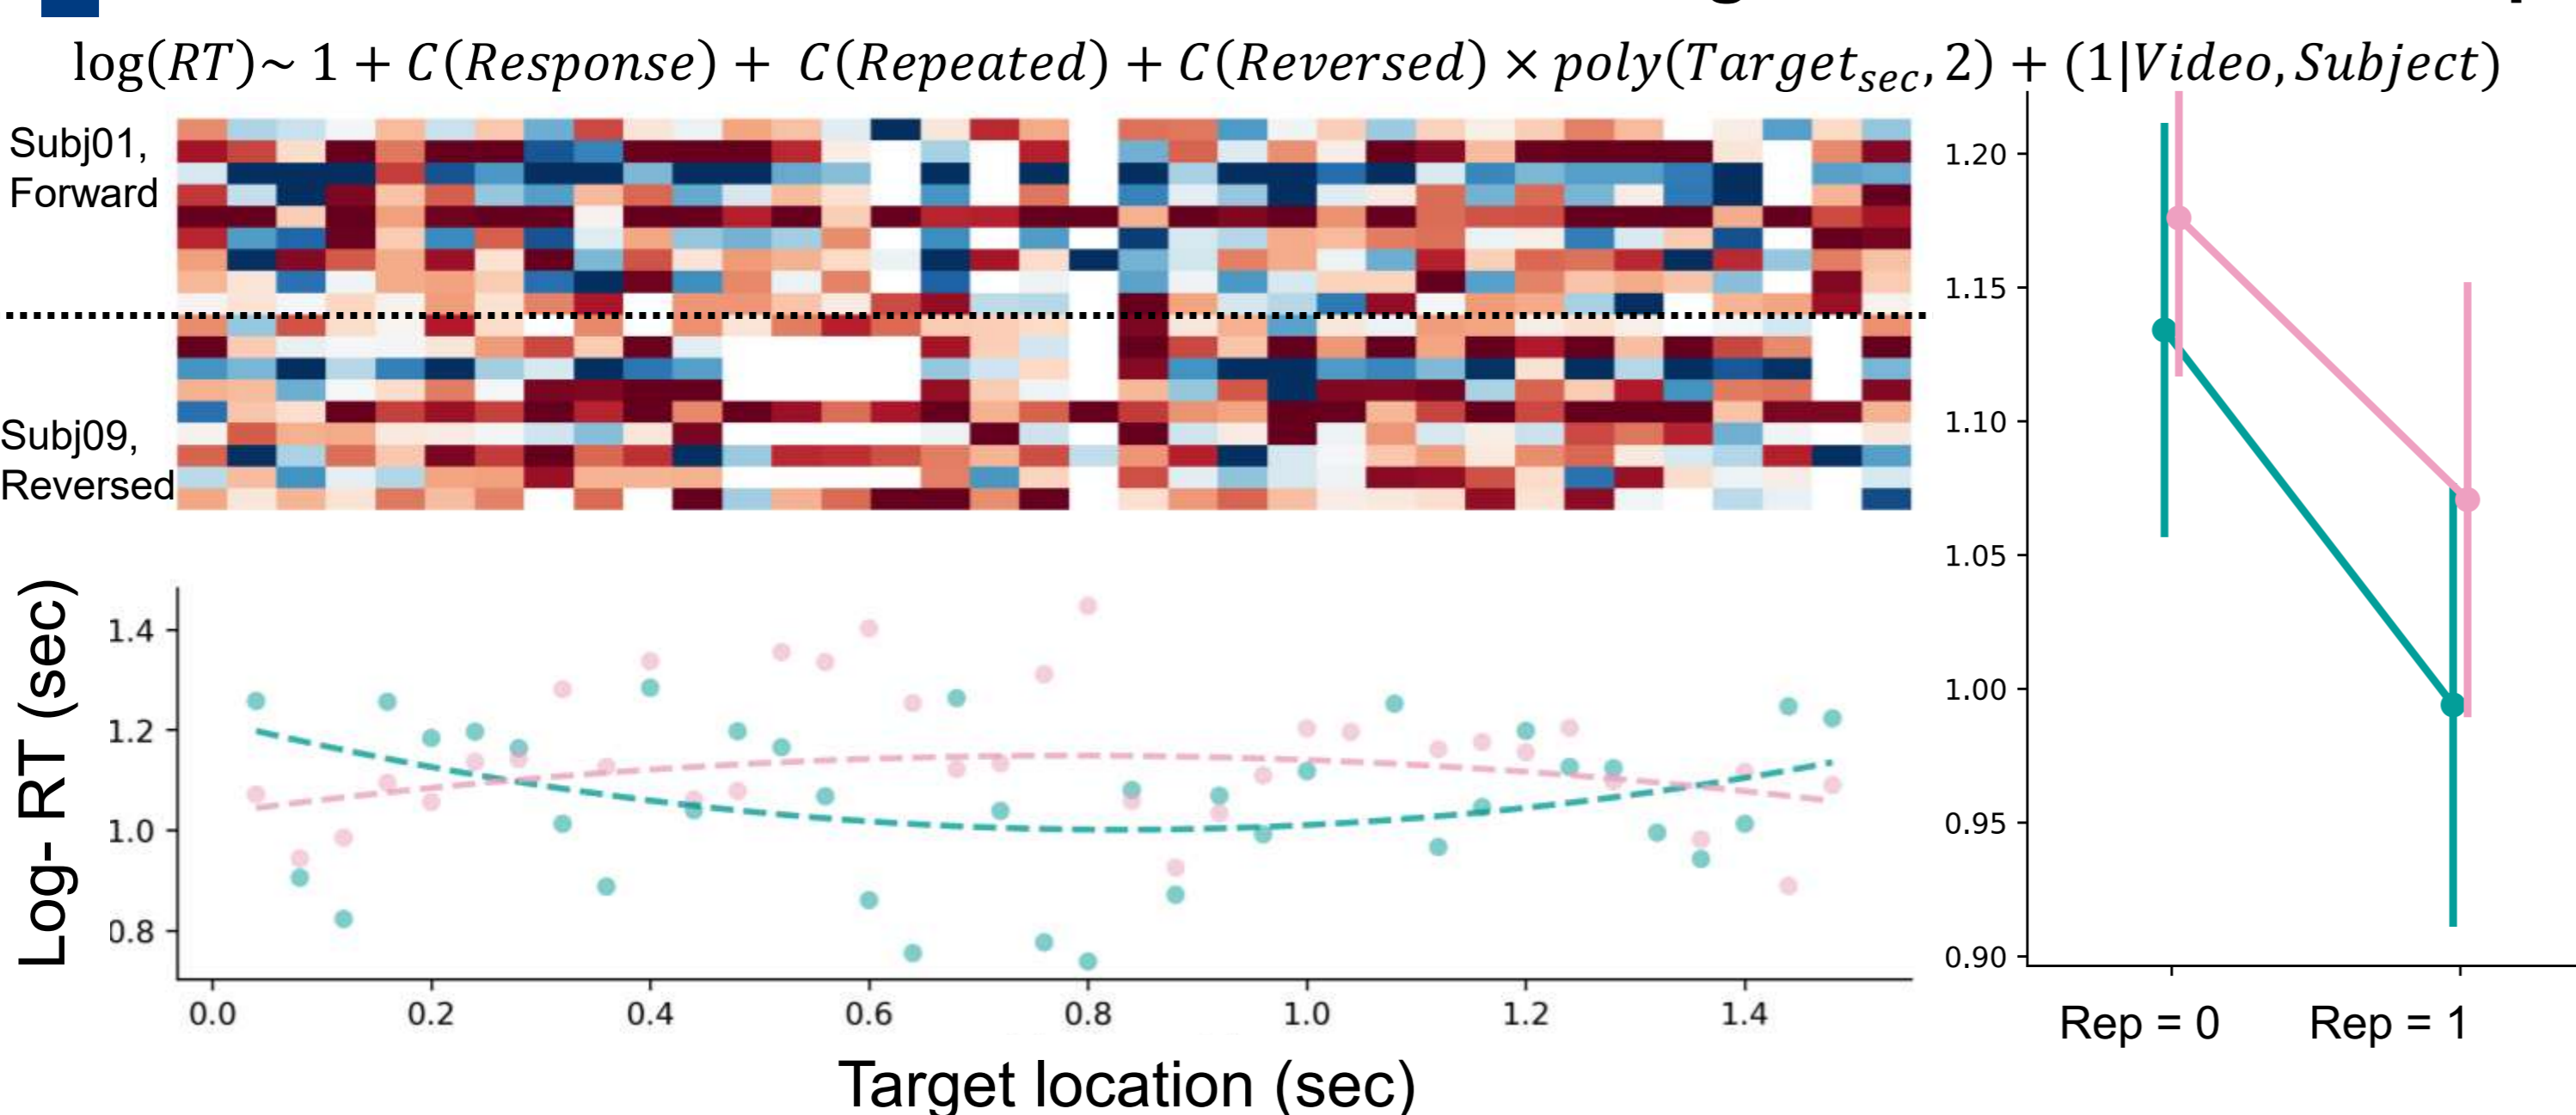 log(RT)~ 1 + C(Response) + C(Repeated) + C(Reversed) × poly(Target_sec, 2) + (1|Video, Subject)
Subj01,
Forward
Subj09,
Reversed
1.20
1.15
1.10
1.05
1.00
0.95
0.90
Rep = 0 Rep = 1
Log- RT (sec)
1.4
1.2
1.0
0.8
0.0 0.2 0.4 0.6 0.8 1.0 1.2 1.4
Target location (sec)